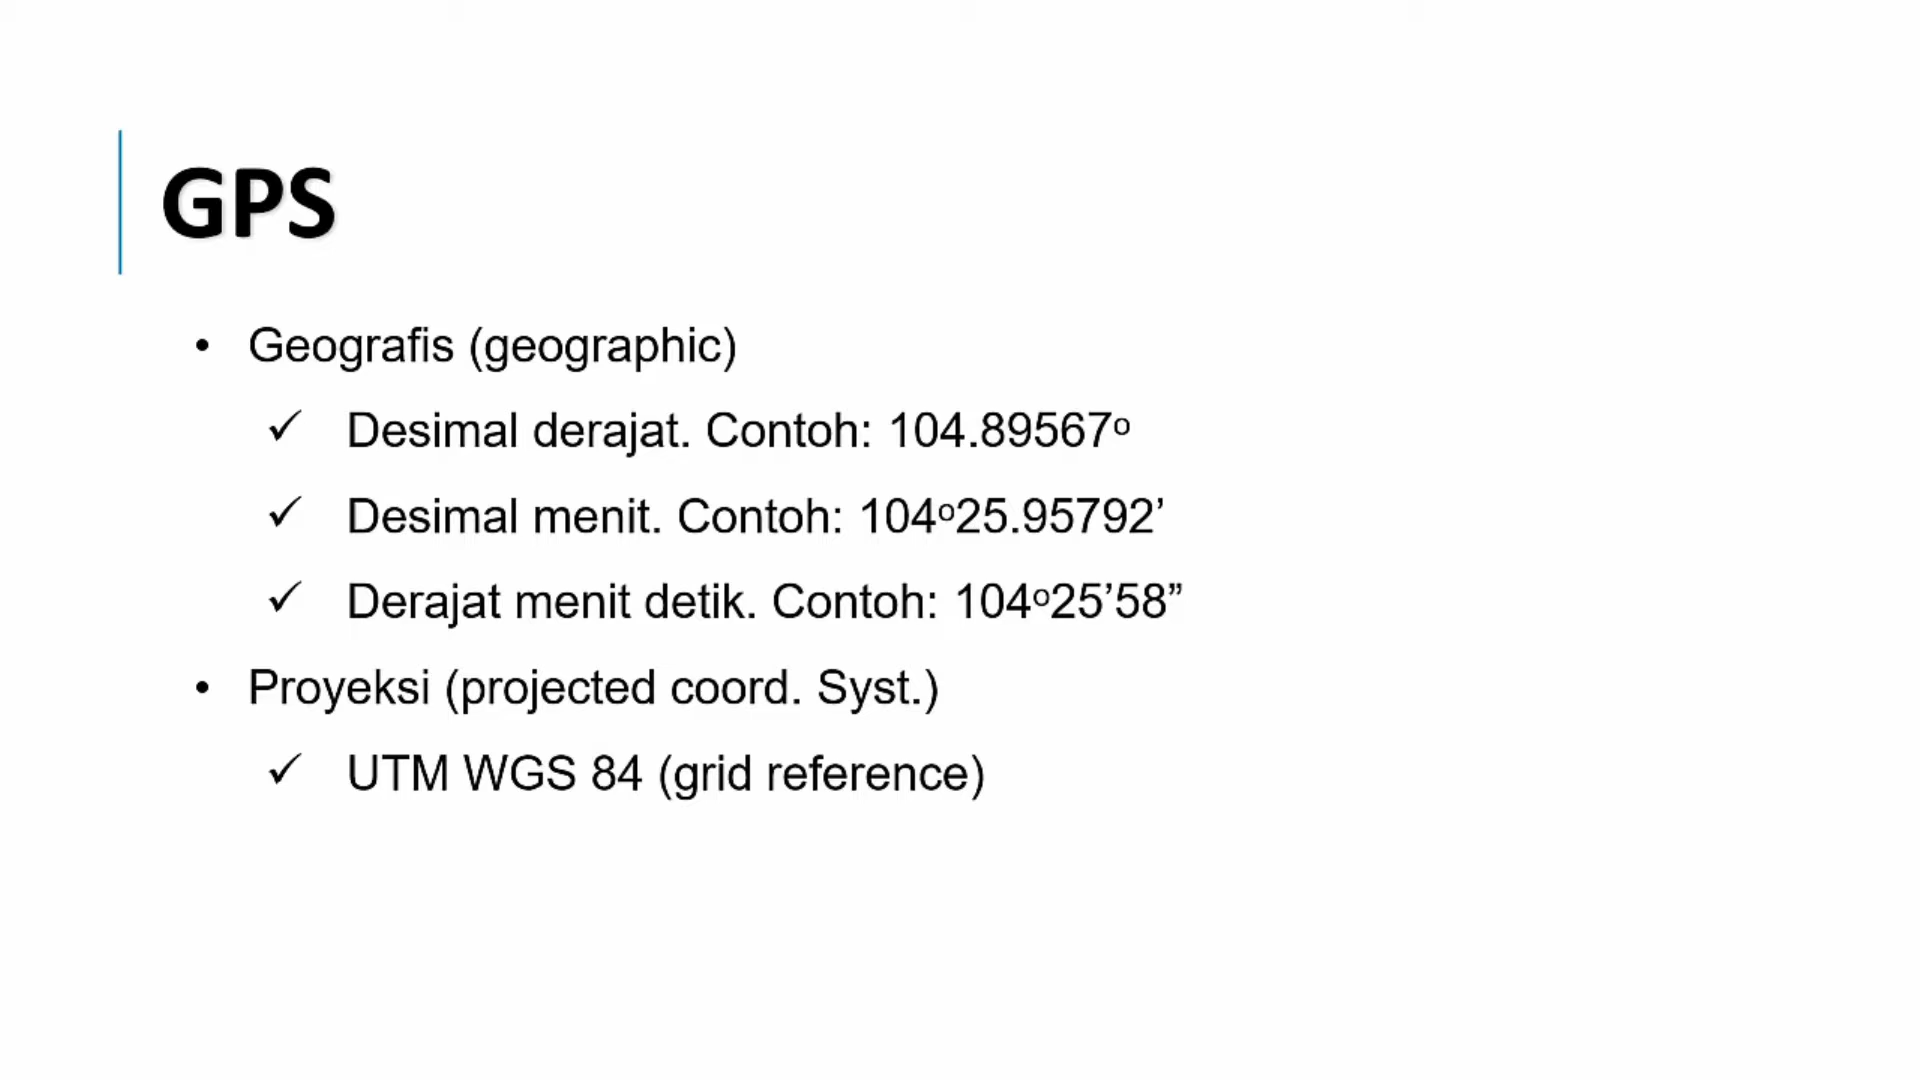 GPS
• Geografis (geographic)
✓ Desimal derajat. Contoh: 104.89567º
✓ Desimal menit. Contoh: 104º25.95792’
✓ Derajat menit detik. Contoh: 104º25’58”
• Proyeksi (projected coord. Syst.)
✓ UTM WGS 84 (grid reference)